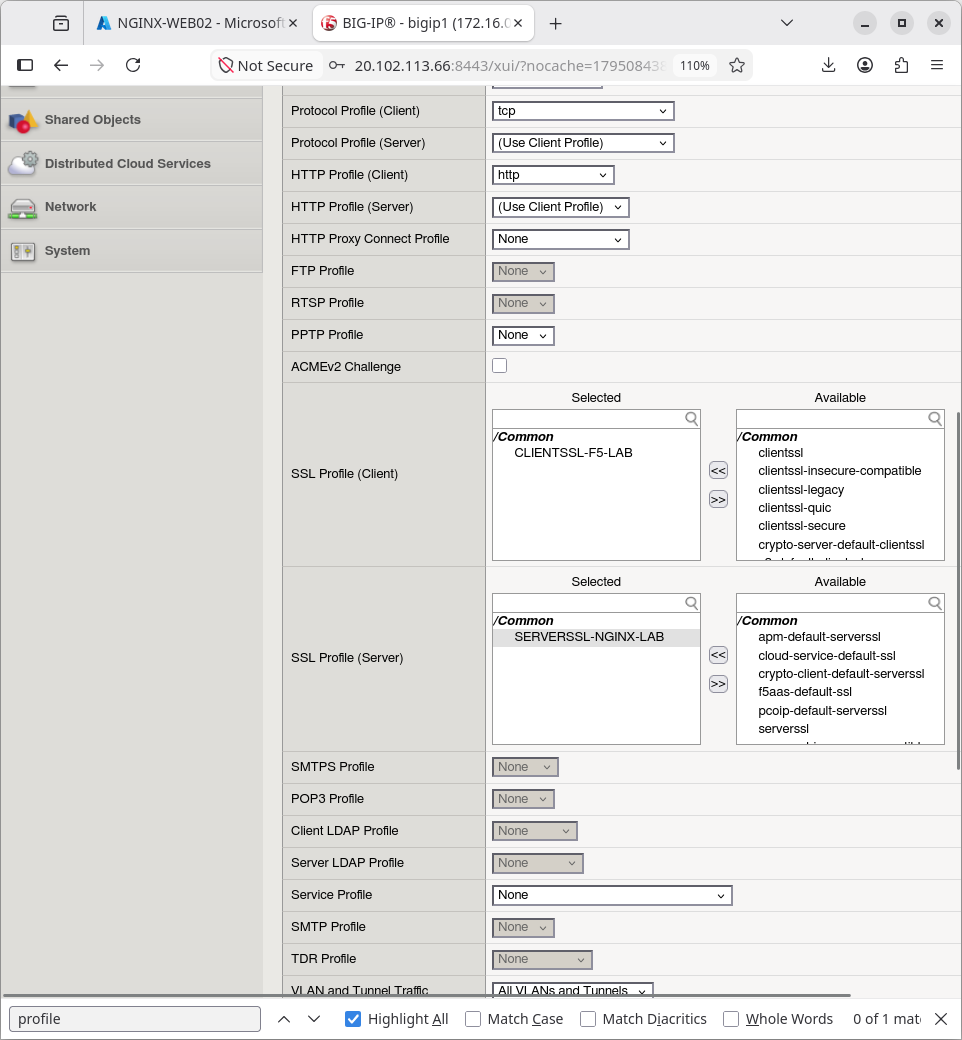 NGINX-WEB02 - Microsoft
BIG-IP® - bigip1 (172.16.0
Not Secure
20.102.113.66:8443/xui/?nocache=179508438
110%
Shared Objects
Distributed Cloud Services
Network
System
Protocol Profile (Client) tcp
Protocol Profile (Server) (Use Client Profile)
HTTP Profile (Client) http
HTTP Profile (Server) (Use Client Profile)
HTTP Proxy Connect Profile None
FTP Profile None
RTSP Profile None
PPTP Profile None
ACMEv2 Challenge
SSL Profile (Client)
Selected
/Common
CLIENTSSL-F5-LAB
<<
>>
Available
/Common
clientssl
clientssl-insecure-compatible
clientssl-legacy
clientssl-quic
clientssl-secure
crypto-server-default-clientssl
SSL Profile (Server)
Selected
/Common
SERVERSSL-NGINX-LAB
<<
>>
Available
/Common
apm-default-serverssl
cloud-service-default-ssl
crypto-client-default-serverssl
f5aas-default-ssl
pcoip-default-serverssl
serverssl
SMTPS Profile None
POP3 Profile None
Client LDAP Profile None
Server LDAP Profile None
Service Profile None
SMTP Profile None
TDR Profile None
VLAN and Tunnel Traffic All VLANs and Tunnels
profile
Highlight All
Match Case
Match Diacritics
Whole Words
0 of 1 mat